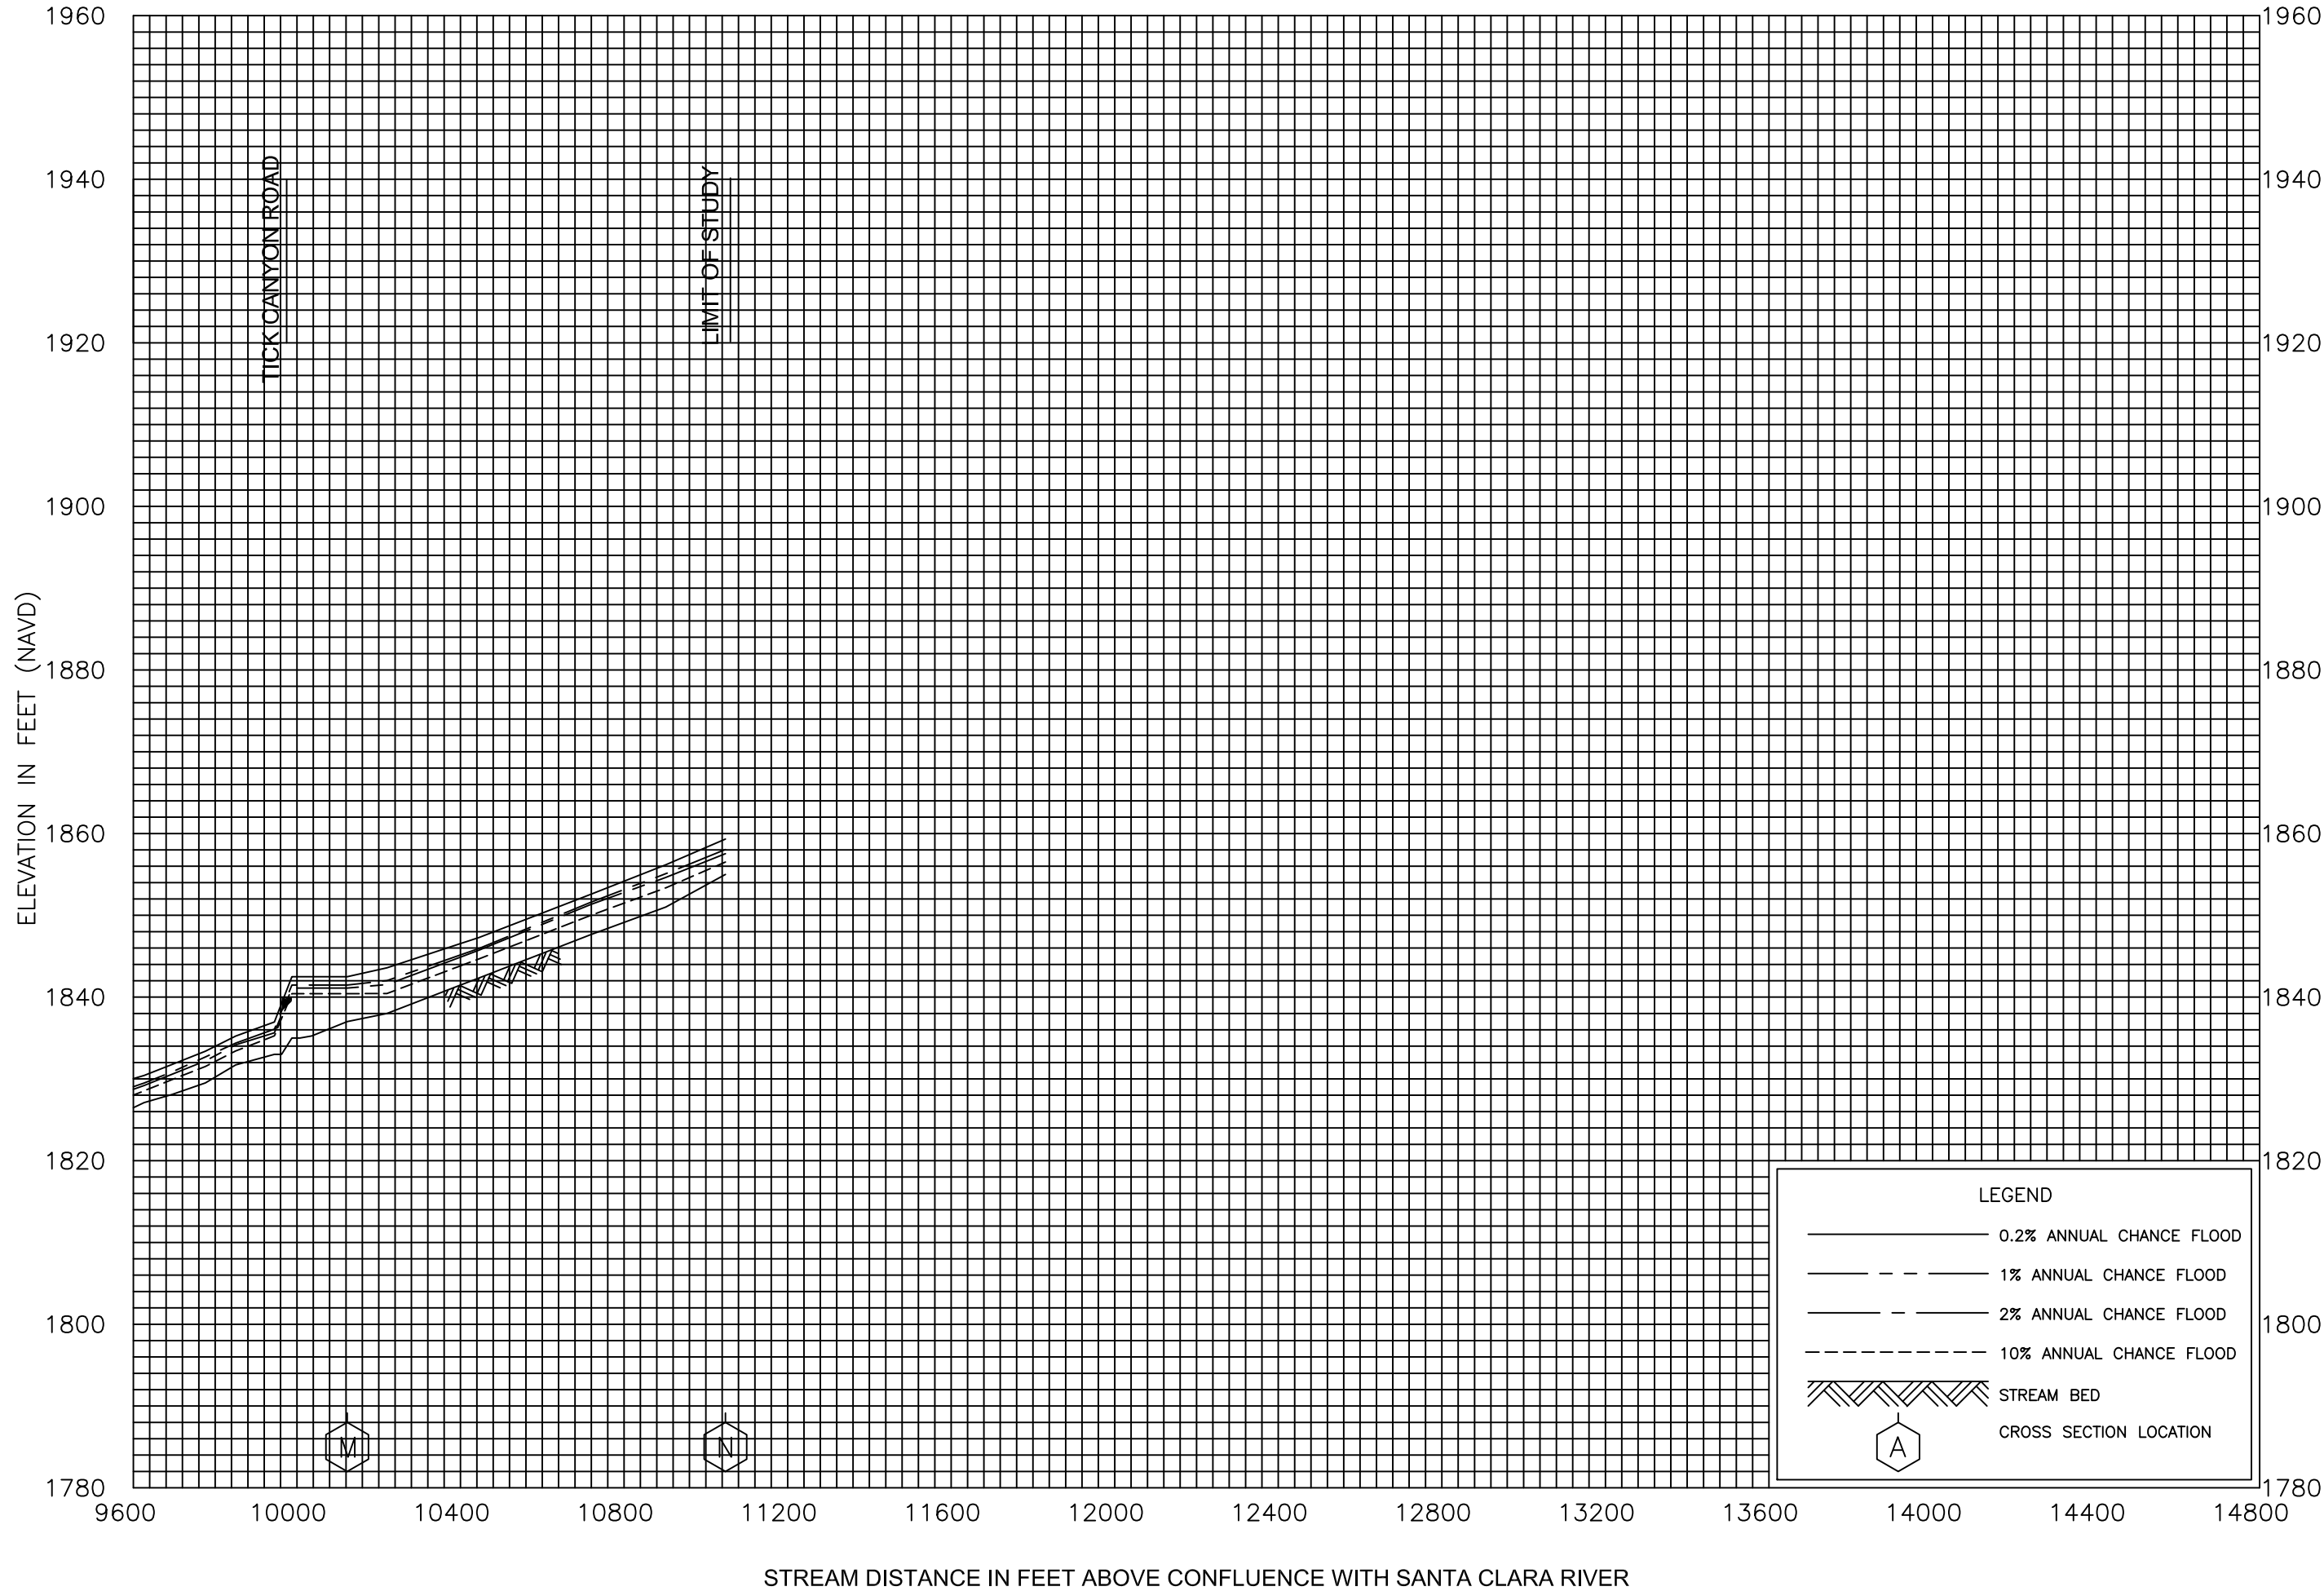 1960
1940
1920
1900
1880
1860
1840
1820
1800
1780
ELEVATION IN FEET (NAVD)
TICK CANYON ROAD
LIMIT OF STUDY
1960
1940
1920
1900
1880
1860
1840
1820
1800
1780
M
N
LEGEND
0.2% ANNUAL CHANCE FLOOD
1% ANNUAL CHANCE FLOOD
2% ANNUAL CHANCE FLOOD
10% ANNUAL CHANCE FLOOD
STREAM BED
CROSS SECTION LOCATION
A
9600 10000 10400 10800 11200 11600 12000 12400 12800 13200 13600 14000 14400 14800
STREAM DISTANCE IN FEET ABOVE CONFLUENCE WITH SANTA CLARA RIVER